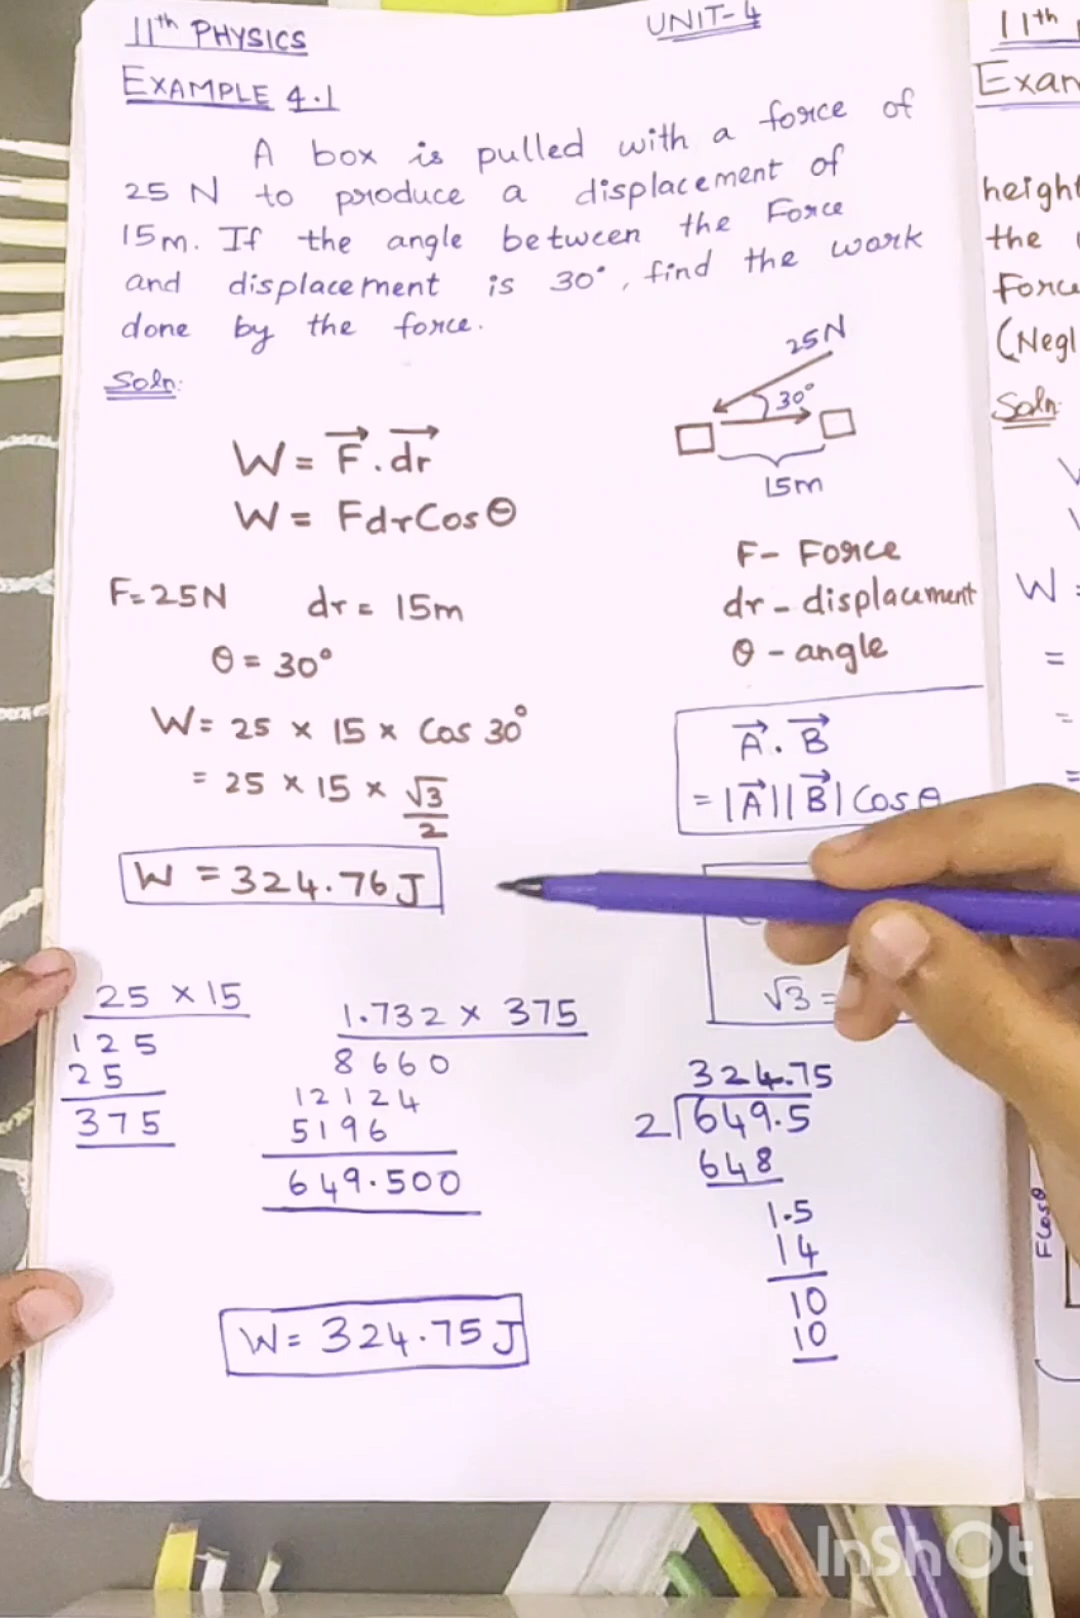 11th PHYSICS
UNIT-4
EXAMPLE 4.1
A box is pulled with a force of
25 N to produce a displacement of
15m. If the angle between the Force
and displacement is 30°, find the work
done by the force.
Soln:
25N
30°
15m
W = F⃗ . dr⃗
W = FdrCosθ
F - Force
dr - displacement
θ - angle
F = 25N dr = 15m
θ = 30°
W = 25 × 15 × Cos 30°
= 25 × 15 × √3/2
W = 324.76 J
A⃗ . B⃗
= |A⃗||B⃗| Cosθ
√3 =
25 × 15
125
25
375
1.732 × 375
8660
12124
5196
649.500
324.75
2)649.5
648
1.5
14
10
10
W = 324.75 J
11th
height
the
(Negl
Soln:
W =
=
=
=
FCosθ
InShOt